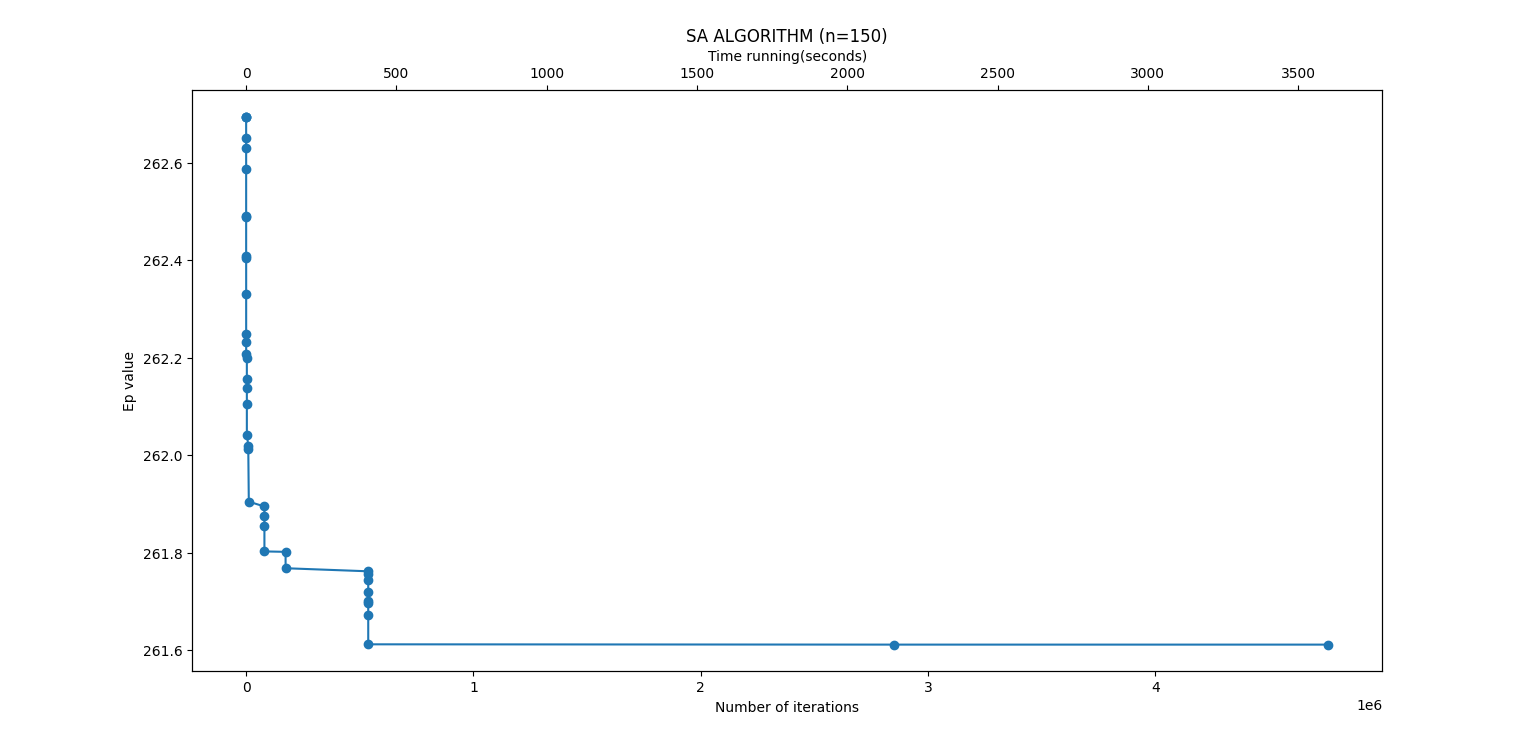 SA ALGORITHM (n=150)
Time running(seconds)
0 500 1000 1500 2000 2500 3000 3500
262.6
262.4
262.2
262.0
261.8
261.6
Ep value
0 1 2 3 4
1e6
Number of iterations